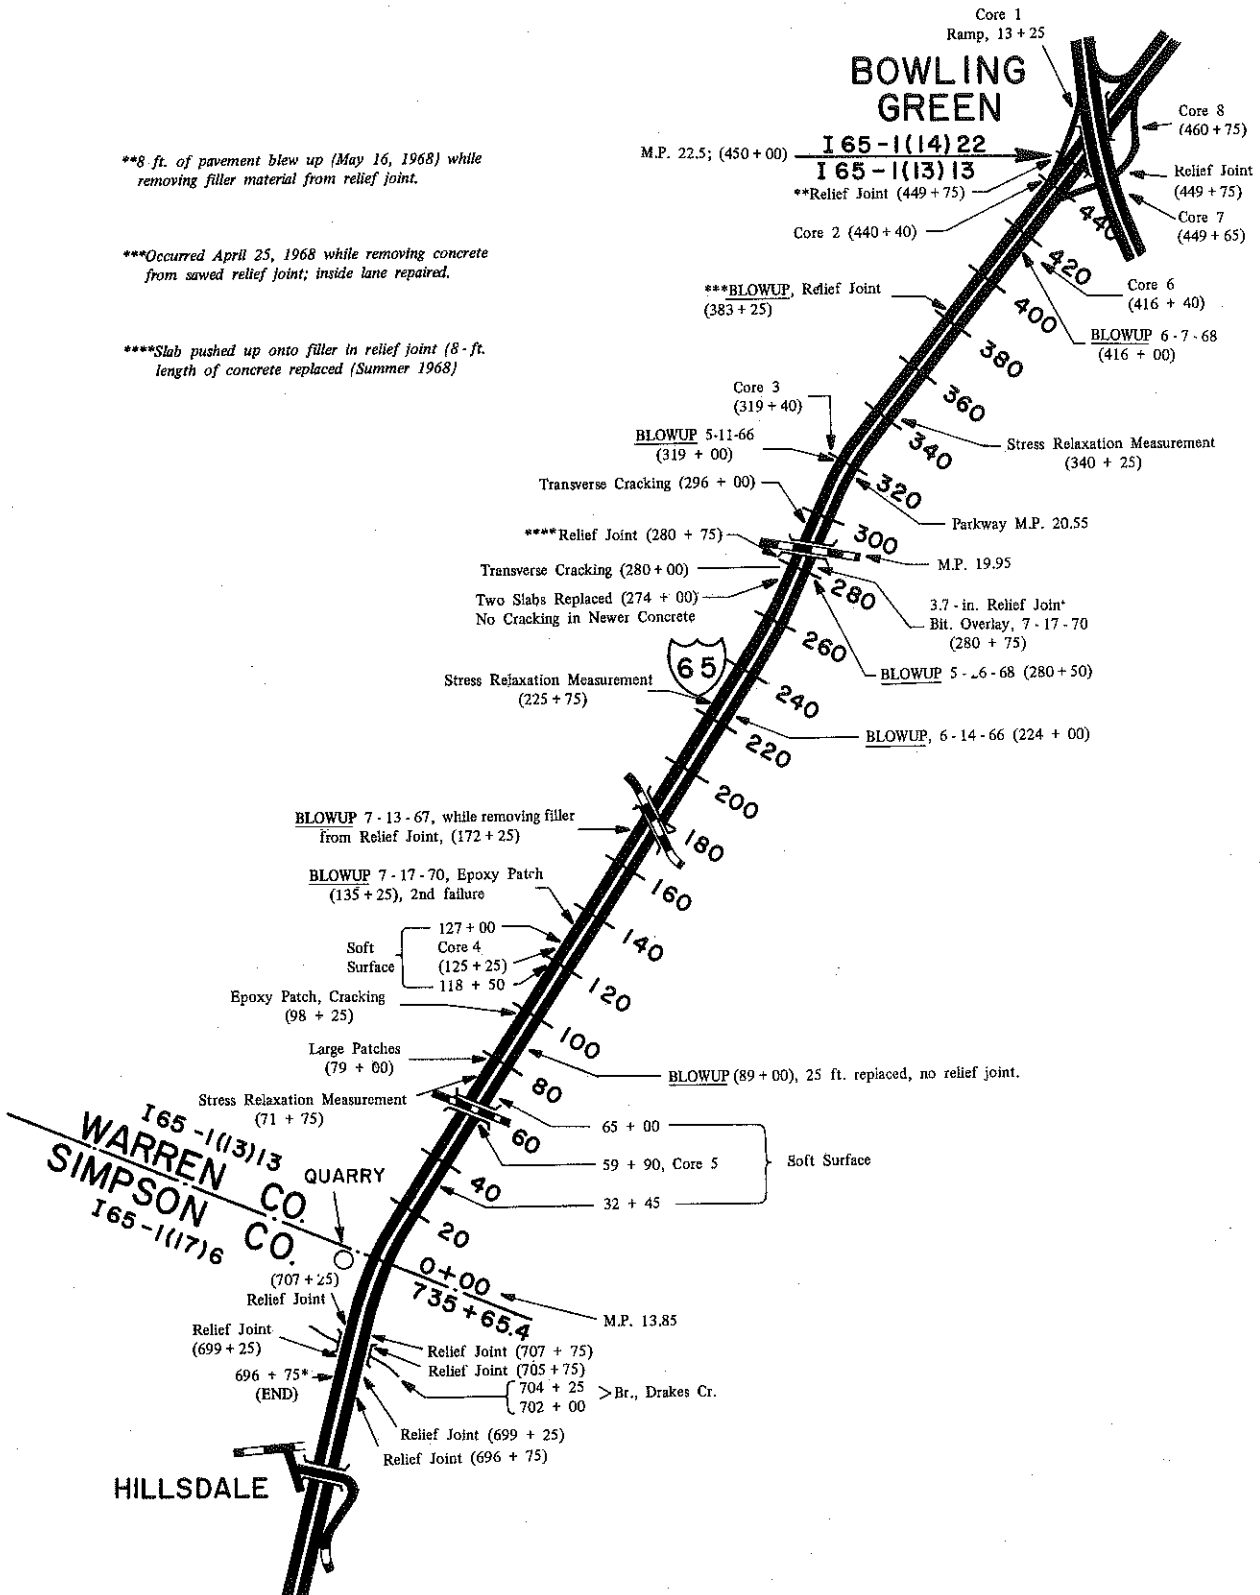 Core 1
Ramp, 13 + 25
BOWLING
GREEN
Core 8
(460 + 75)
**8 ft. of pavement blew up (May 16, 1968) while
removing filler material from relief joint.
M.P. 22.5; (450 + 00)
I 65-1(14) 22
I 65-1(13) 13
Relief Joint
(449 + 75)
**Relief Joint (449 + 75)
Core 7
(449 + 65)
Core 2 (440 + 40)
440
***Occurred April 25, 1968 while removing concrete
from sawed relief joint; inside lane repaired.
420
Core 6
(416 + 40)
***BLOWUP, Relief Joint
(383 + 25)
400
BLOWUP 6 - 7 - 68
(416 + 00)
****Slab pushed up onto filler in relief joint (8 - ft.
length of concrete replaced (Summer 1968)
380
360
Core 3
(319 + 40)
340
Stress Relaxation Measurement
(340 + 25)
BLOWUP 5-11-66
(319 + 00)
320
Transverse Cracking (296 + 00)
Parkway M.P. 20.55
300
****Relief Joint (280 + 75)
M.P. 19.95
Transverse Cracking (280 + 00)
280
Two Slabs Replaced (274 + 00)
No Cracking in Newer Concrete
3.7 - in. Relief Join
Bit. Overlay, 7 - 17 - 70
(280 + 75)
260
65
BLOWUP 5 - 6 - 68 (280 + 50)
Stress Relaxation Measurement
(225 + 75)
240
220
BLOWUP, 6 - 14 - 66 (224 + 00)
200
BLOWUP 7 - 13 - 67, while removing filler
from Relief Joint, (172 + 25)
180
BLOWUP 7 - 17 - 70, Epoxy Patch
(135 + 25), 2nd failure
160
140
Soft
Surface
127 + 00
Core 4
(125 + 25)
118 + 50
120
Epoxy Patch, Cracking
(98 + 25)
100
Large Patches
(79 + 00)
80
BLOWUP (89 + 00), 25 ft. replaced, no relief joint.
Stress Relaxation Measurement
(71 + 75)
60
65 + 00
59 + 90, Core 5
32 + 45
Soft Surface
40
20
I 65 -1(13) 13
WARREN CO.
SIMPSON CO.
I 65 -1(17) 6
QUARRY
0+00
735 + 65.4
M.P. 13.85
(707 + 25)
Relief Joint
Relief Joint
(699 + 25)
696 + 75*
(END)
Relief Joint (707 + 75)
Relief Joint (705 + 75)
704 + 25
702 + 00
>Br., Drakes Cr.
Relief Joint (699 + 25)
Relief Joint (696 + 75)
HILLSDALE